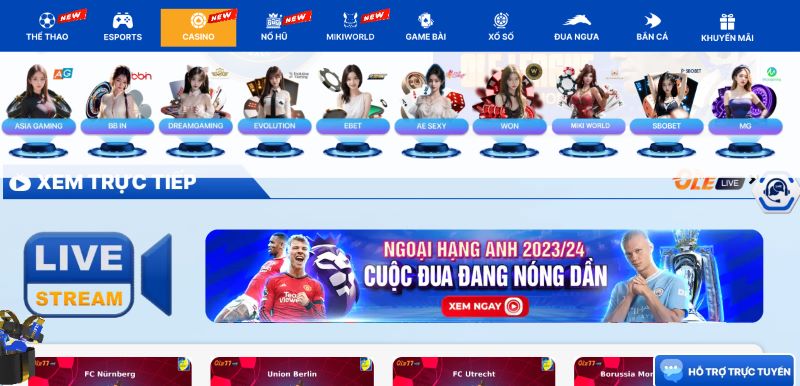 THỂ THAO
NEW
ESPORTS
CASINO
NEW
NỔ HŨ
NEW
MIKIWORLD
NEW
GAME BÀI
XỔ SỐ
ĐUA NGỰA
BẮN CÁ
KHUYẾN MÃI
AG
bbin
SBOBET
ASIA GAMING
BB IN
DREAMGAMING
EVOLUTION
EBET
AE SEXY
WON
MIKI WORLD
SBOBET
MG
XEM TRỰC TIẾP
OLE LIVE
LIVE
STREAM
NGOẠI HẠNG ANH 2023/24
CUỘC ĐUA ĐANG NÓNG DẦN
XEM NGAY
TeamViewer
FC Nürnberg
Union Berlin
FC Utrecht
Borussia Mon
HỖ TRỢ TRỰC TUYẾN